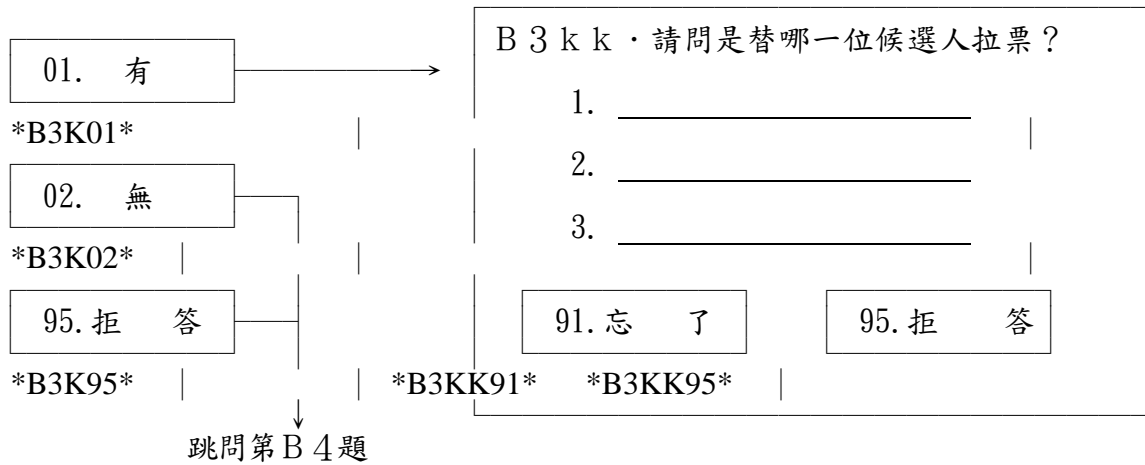 B3kk．請問是替哪一位候選人拉票？
01. 有
1.
*B3K01*
2.
02. 無
3.
*B3K02*
95.拒 答
91.忘 了 95.拒 答
*B3K95* *B3KK91* *B3KK95*
跳問第B4題